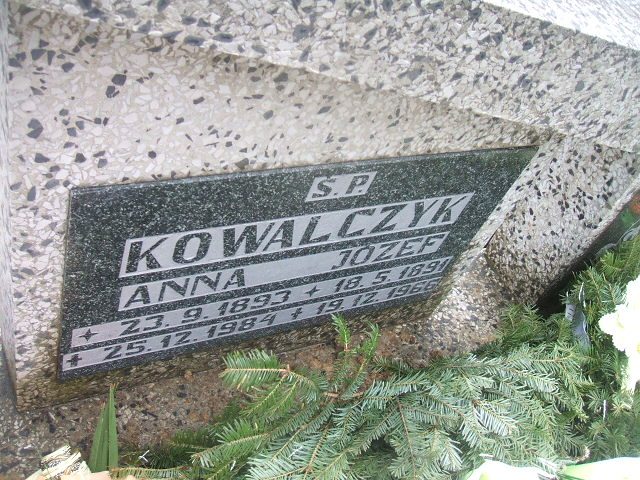 Ś.P.
KOWALCZYK
ANNA JÓZEF
23.9.1893 18.5.1891
25.12.1984 19.12.1966